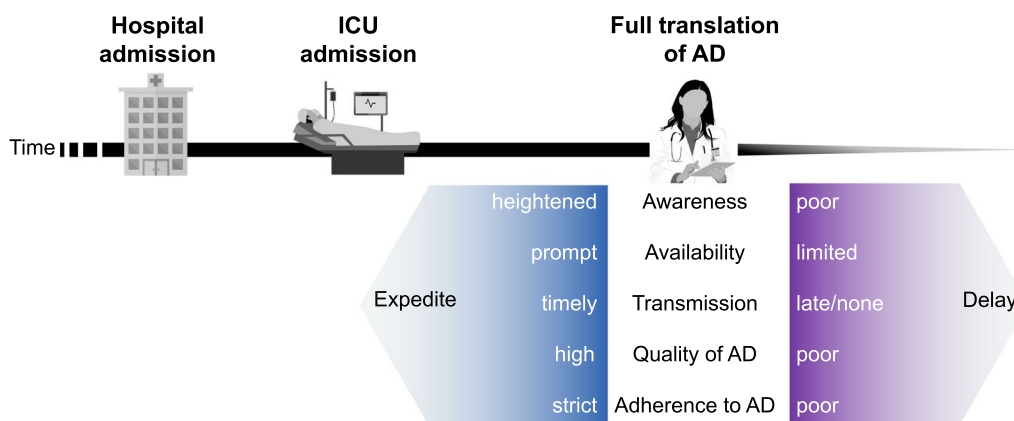 Hospital
admission
ICU
admission
Full translation
of AD
Time
heightened Awareness poor
prompt Availability limited
Expedite timely Transmission late/none Delay
high Quality of AD poor
strict Adherence to AD poor